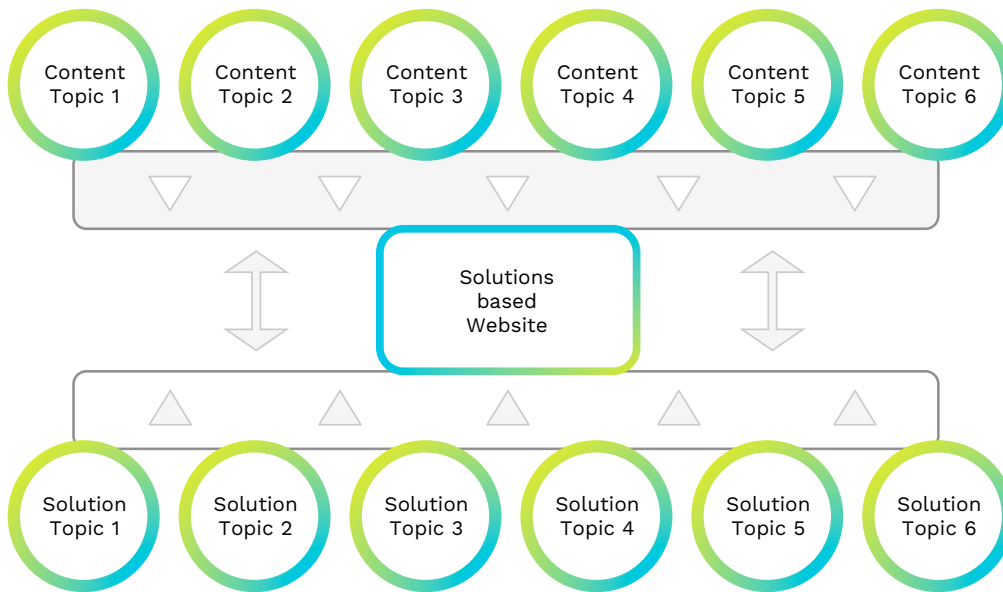 Content
Topic 1
Content
Topic 2
Content
Topic 3
Content
Topic 4
Content
Topic 5
Content
Topic 6
Solutions
based
Website
Solution
Topic 1
Solution
Topic 2
Solution
Topic 3
Solution
Topic 4
Solution
Topic 5
Solution
Topic 6